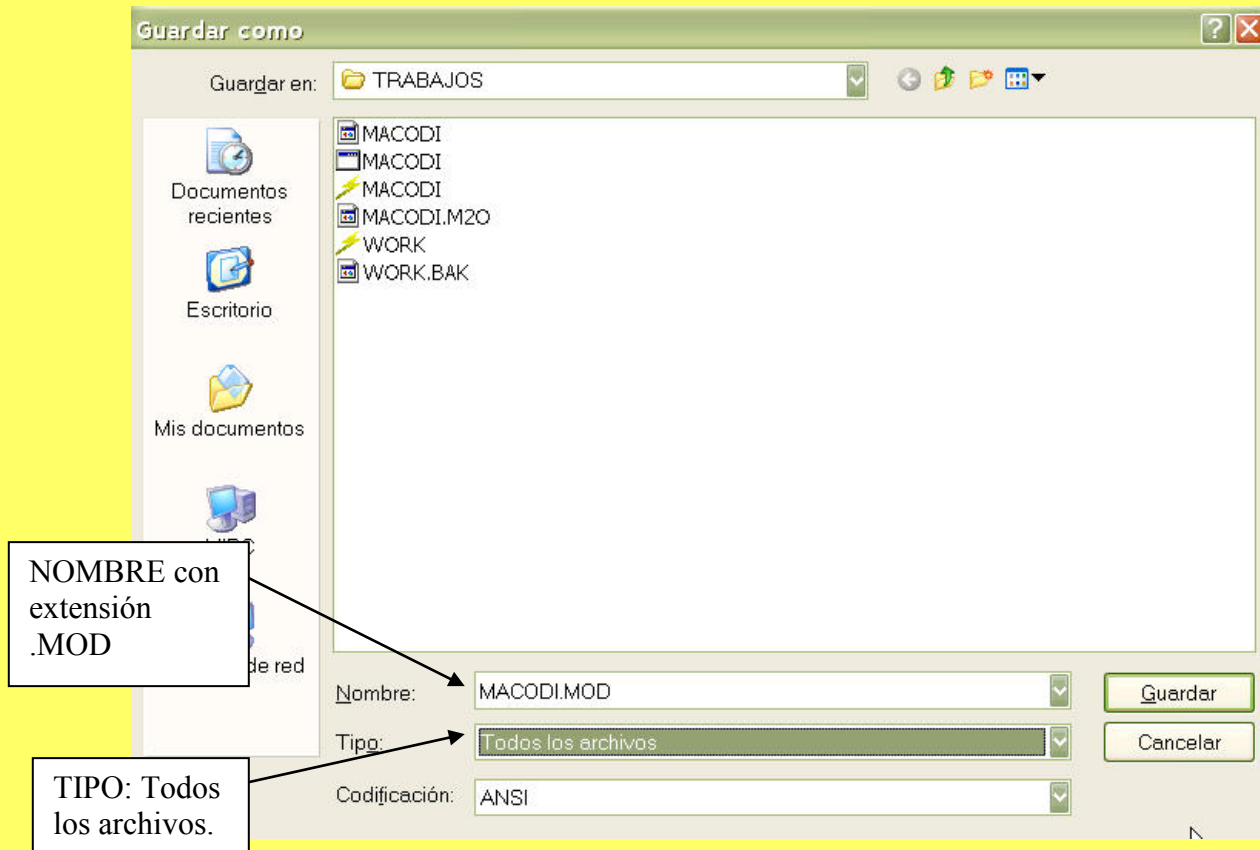 Guardar como
Guardar en:
TRABAJOS
Documentos
recientes
Escritorio
Mis documentos
de red
MACODI
MACODI
MACODI
MACODI.M2O
WORK
WORK.BAK
NOMBRE con
extensión
.MOD
Nombre:
MACODI.MOD
Guardar
Tipo:
Todos los archivos
Cancelar
TIPO: Todos
los archivos.
Codificación:
ANSI